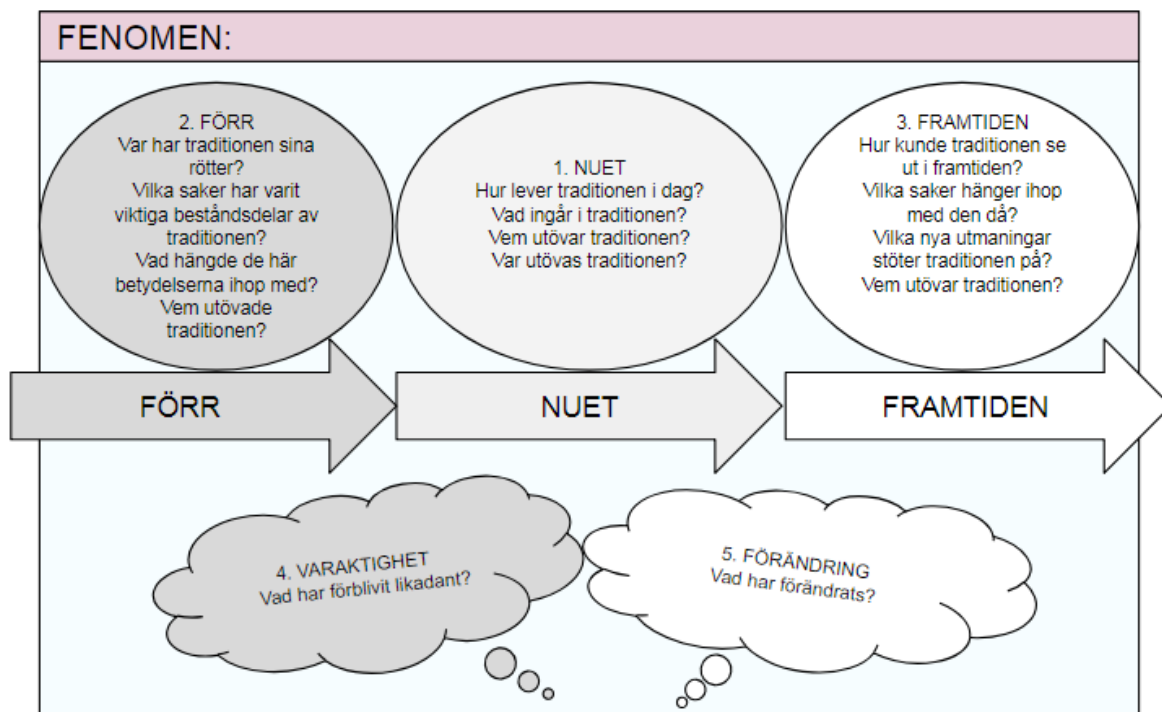 FENOMEN:
2. FÖRR
Var har traditionen sina
rötter?
Vilka saker har varit
viktiga beståndsdelar av
traditionen?
Vad hängde de här
betydelserna ihop med?
Vem utövade
traditionen?
1. NUET
Hur lever traditionen i dag?
Vad ingår i traditionen?
Vem utövar traditionen?
Var utövas traditionen?
3. FRAMTIDEN
Hur kunde traditionen se
ut i framtiden?
Vilka saker hänger ihop
med den då?
Vilka nya utmaningar
stöter traditionen på?
Vem utövar traditionen?
FÖRR
NUET
FRAMTIDEN
4. VARAKTIGHET
Vad har förblivit likadant?
5. FÖRÄNDRING
Vad har förändrats?